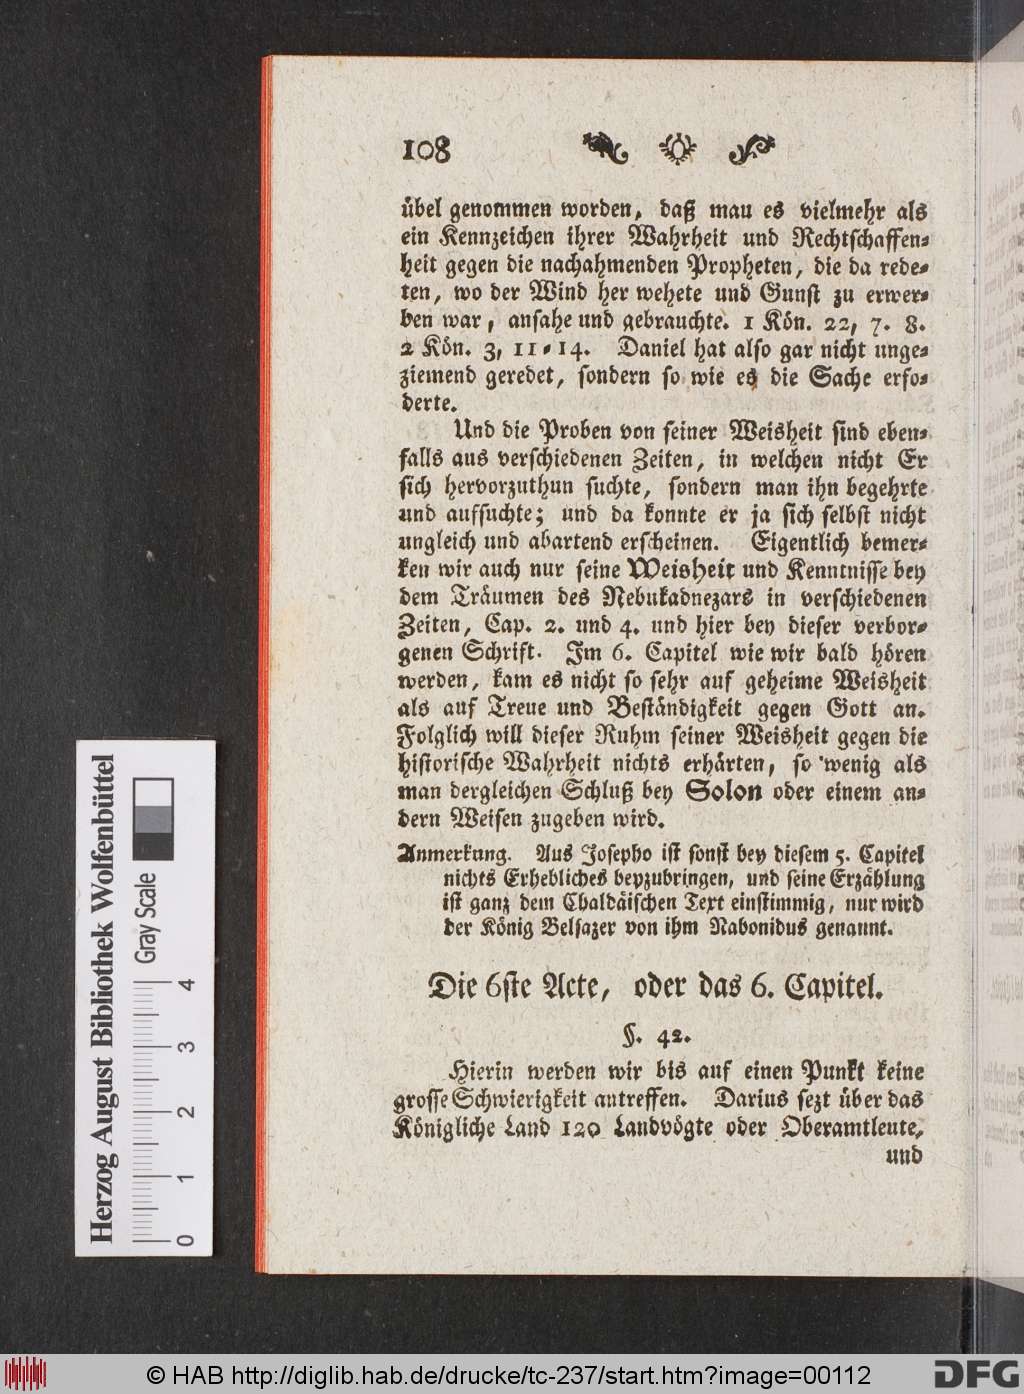 108
übel genommen worden, daß mau es vielmehr als
ein Kennzeichen ihrer Wahrheit und Rechtschaffen-
heit gegen die nachahmenden Propheten, die da rede-
ten, wo der Wind her wehete und Gunst zu erwer-
ben war, ansahe und gebrauchte. 1 Kön. 22, 7. 8.
2 Kön. 3, 11-14. Daniel hat also gar nicht unge-
ziemend geredet, sondern so wie es die Sache erfo-
derte.
Und die Proben von seiner Weisheit sind eben-
falls aus verschiedenen Zeiten, in welchen nicht Er
sich hervorzuthun suchte, sondern man ihn begehrte
und aufsuchte; und da konnte er ja sich selbst nicht
ungleich und abartend erscheinen. Eigentlich bemer-
ken wir auch nur seine Weisheit und Kenntnisse bey
dem Träumen des Nebukadnezars in verschiedenen
Zeiten, Cap. 2. und 4. und hier bey dieser verbor-
genen Schrift. Im 6. Capitel wie wir bald hören
werden, kam es nicht so sehr auf geheime Weisheit
als auf Treue und Beständigkeit gegen Gott an.
Folglich will dieser Ruhm seiner Weisheit gegen die
historische Wahrheit nichts erhärten, so wenig als
man dergleichen Schluß bey Solon oder einem an-
dern Weisen zugeben wird.
Anmerkung. Aus Josepho ist sonst bey diesem 5. Capitel
nichts Erhebliches beyzubringen, und seine Erzählung
ist ganz dem Chaldäischen Text einstimmig, nur wird
der König Belsazer von ihm Nabonidus genannt.
Die 6ste Acte, oder das 6. Capitel.
§. 42.
Hierin werden wir bis auf einen Punkt keine
grosse Schwierigkeit antreffen. Darius sezt über das
Königliche Land 120 Landvögte oder Oberamtleute,
und
Herzog August Bibliothek Wolfenbüttel
Gray Scale
0 1 2 3 4
© HAB http://diglib.hab.de/drucke/tc-237/start.htm?image=00112
DFG